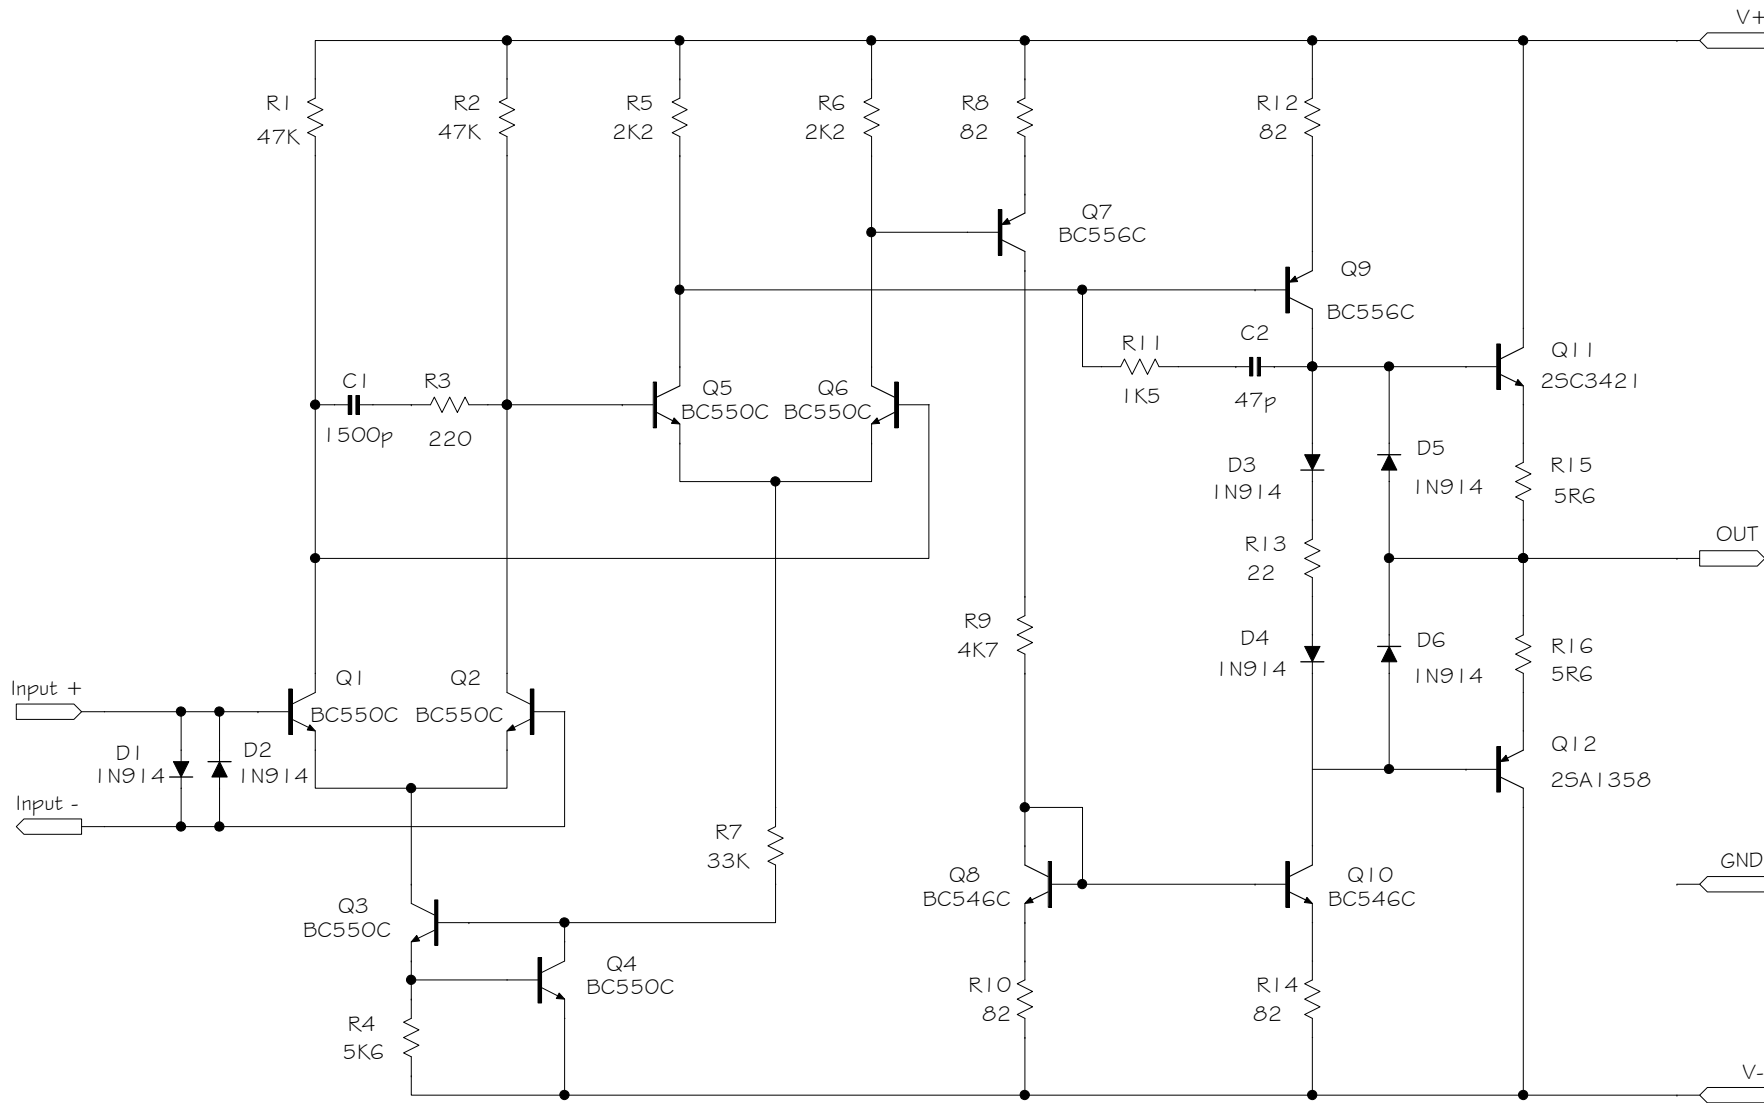 V+
R1
47K
R2
47K
R5
2K2
R6
2K2
R8
82
R12
82
Q7
BC556C
Q9
BC556C
C1
1500p
R3
220
Q5
BC550C
Q6
BC550C
R11
1K5
C2
47p
Q11
2SC3421
D3
1N914
D5
1N914
R15
5R6
R13
22
OUT
R9
4K7
D4
1N914
D6
1N914
R16
5R6
Input +
Q1
BC550C
Q2
BC550C
D1
1N914
D2
1N914
Q12
2SA1358
Input -
R7
33K
Q8
BC546C
Q10
BC546C
GND
Q3
BC550C
Q4
BC550C
R10
82
R14
82
R4
5K6
V-